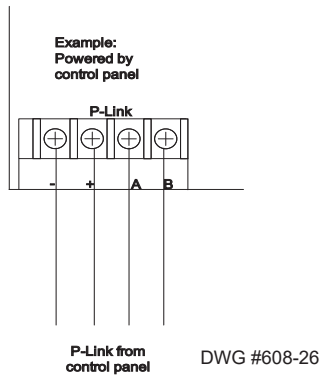 Example:
Powered by
control panel
P-Link
- + A B
P-Link from
control panel
DWG #608-26